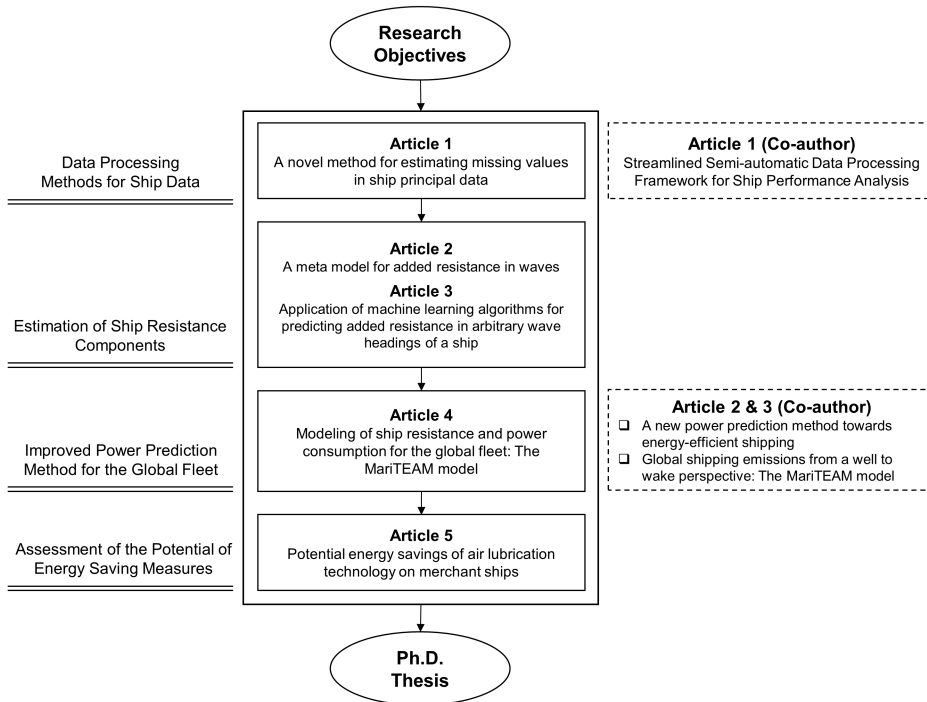 Research
Objectives
Data Processing
Methods for Ship Data
Article 1
A novel method for estimating missing values
in ship principal data
Article 1 (Co-author)
Streamlined Semi-automatic Data Processing
Framework for Ship Performance Analysis
Estimation of Ship Resistance
Components
Article 2
A meta model for added resistance in waves
Article 3
Application of machine learning algorithms for
predicting added resistance in arbitrary wave
headings of a ship
Improved Power Prediction
Method for the Global Fleet
Article 4
Modeling of ship resistance and power
consumption for the global fleet: The
MariTEAM model
Article 2 & 3 (Co-author)
A new power prediction method towards
energy-efficient shipping
Global shipping emissions from a well to
wake perspective: The MariTEAM model
Assessment of the Potential of
Energy Saving Measures
Article 5
Potential energy savings of air lubrication
technology on merchant ships
Ph.D.
Thesis